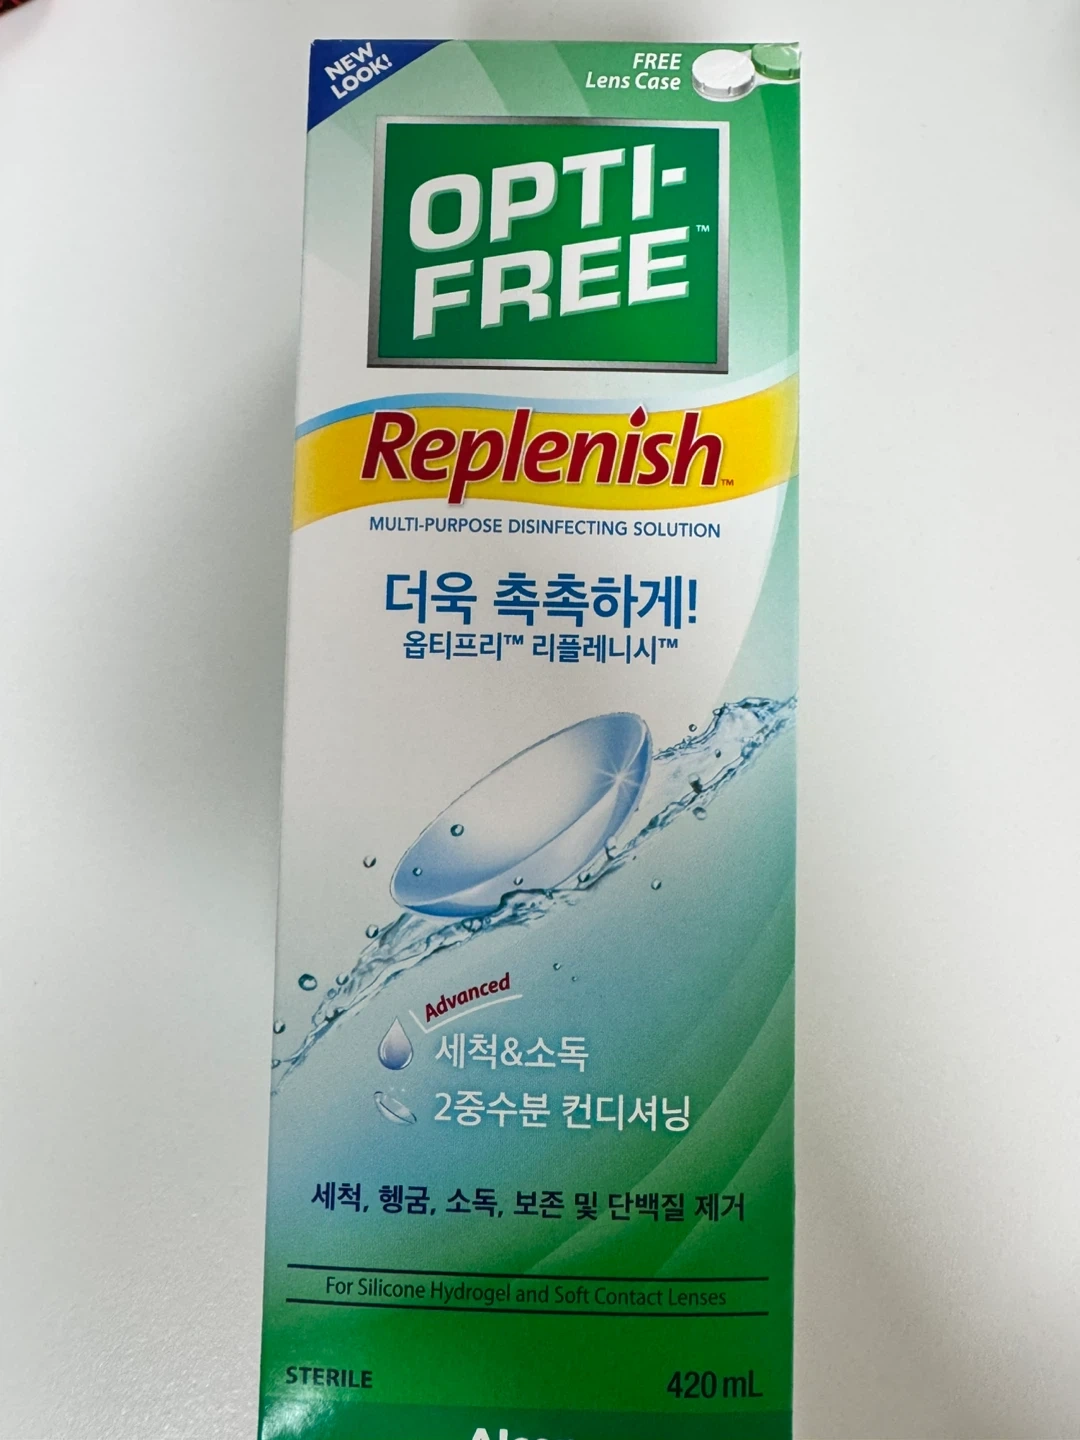 NEW
LOOK!
FREE
Lens Case
OPTI-
FREE™
Replenish™
MULTI-PURPOSE DISINFECTING SOLUTION
더욱 촉촉하게!
옵티프리™ 리플레니시™
Advanced
세척&소독
2중수분 컨디셔닝
세척, 헹굼, 소독, 보존 및 단백질 제거
For Silicone Hydrogel and Soft Contact Lenses
STERILE
420 mL